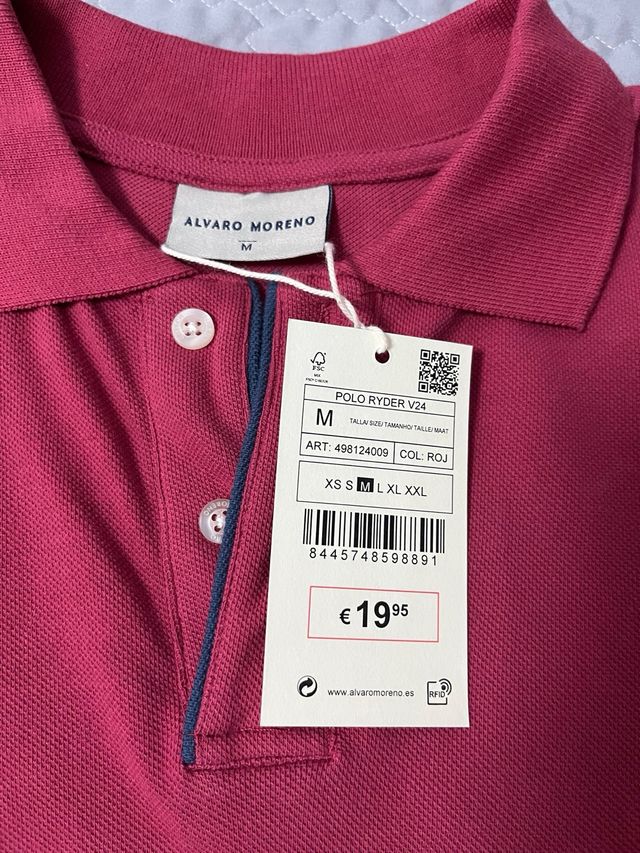 ALVARO MORENO
M
FSC
MIX
POLO RYDER V24
M TALLA/ SIZE/ TAMANHO/ TAILLE/ MAAT
ART: 498124009 COL: ROJ
XS S M L XL XXL
8445748598891
€ 19 95
www.alvaromoreno.es
RFID